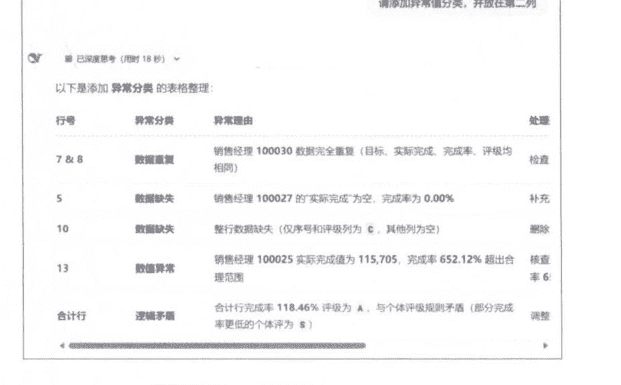 请添加异常值分类，并放在第二列
已深度思考（用时 18 秒）
以下是添加 异常分类 的表格整理：
行号 异常分类 异常理由 处理
7 & 8 数据重复 销售经理 100030 数据完全重复（目标、实际完成、完成率、评级均
相同） 检查
5 数据缺失 销售经理 100027 的“实际完成”为空，完成率为 0.00% 补充
10 数据缺失 整行数据缺失（仅序号和评级列为 C ，其他列为空） 删除
13 数值异常 销售经理 100025 实际完成值为 115,705，完成率 652.12% 超出合
理范围 核查
率 6
合计行 逻辑矛盾 合计行完成率 118.46% 评级为 A ，与个体评级规则矛盾（部分完成
率更低的个体评为 S ） 调整